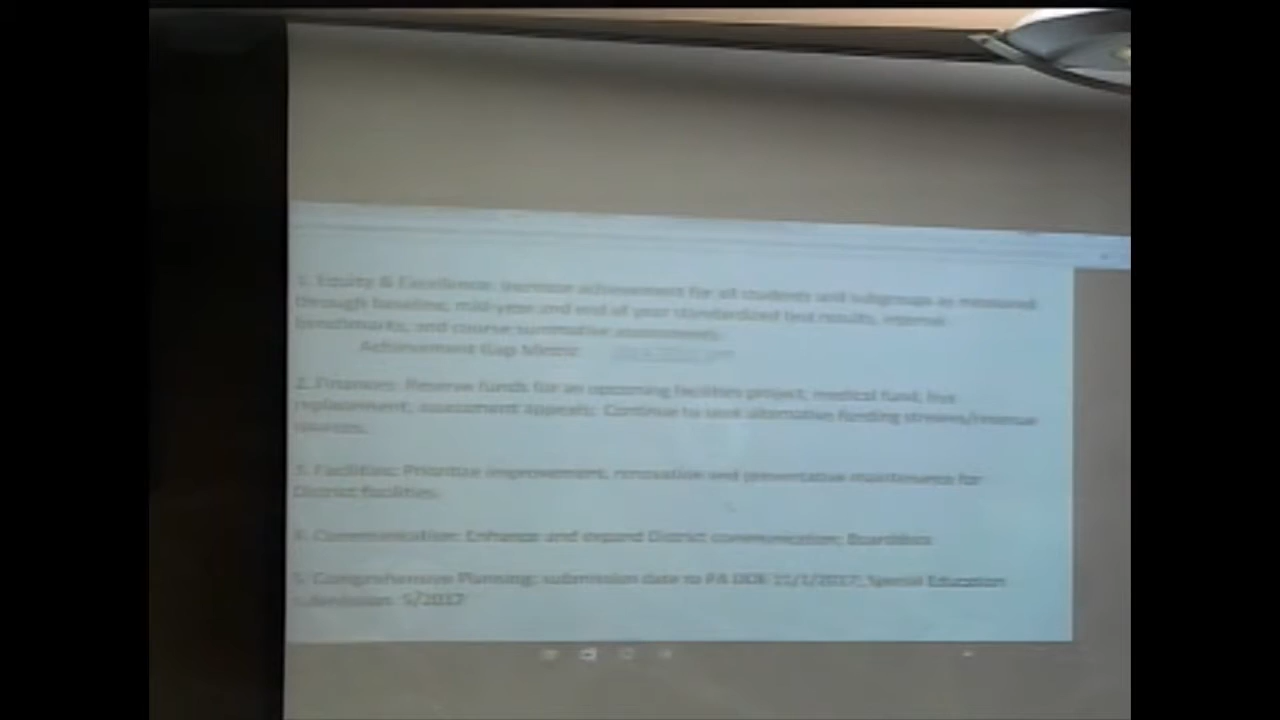 1. Equity & Excellence: Increase achievement for all students and subgroups as measured
through baseline, mid-year and end of year standardized test results, internal
benchmarks, and course summative assessments.
Achievement Gap Metric
2. Finances: Reserve funds for an upcoming facilities project; medical fund; bus
replacement; assessment appeals; Continue to seek alternative funding streams/revenue
sources.
3. Facilities: Prioritize improvement, renovation and preventative maintenance for
District facilities.
4. Communication: Enhance and expand District communication; BoardDocs
5. Comprehensive Planning; submission date to PA DOE 11/1/2017; Special Education
submission 5/2017